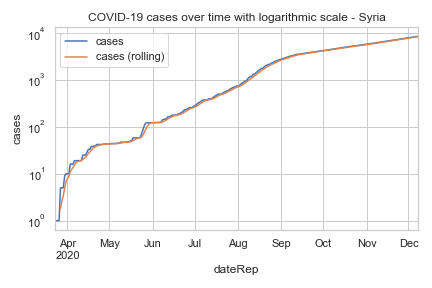 COVID-19 cases over time with logarithmic scale - Syria
cases
cases (rolling)
10⁴
10³
10²
10¹
10⁰
cases
Apr May Jun Jul Aug Sep Oct Nov Dec
2020
dateRep